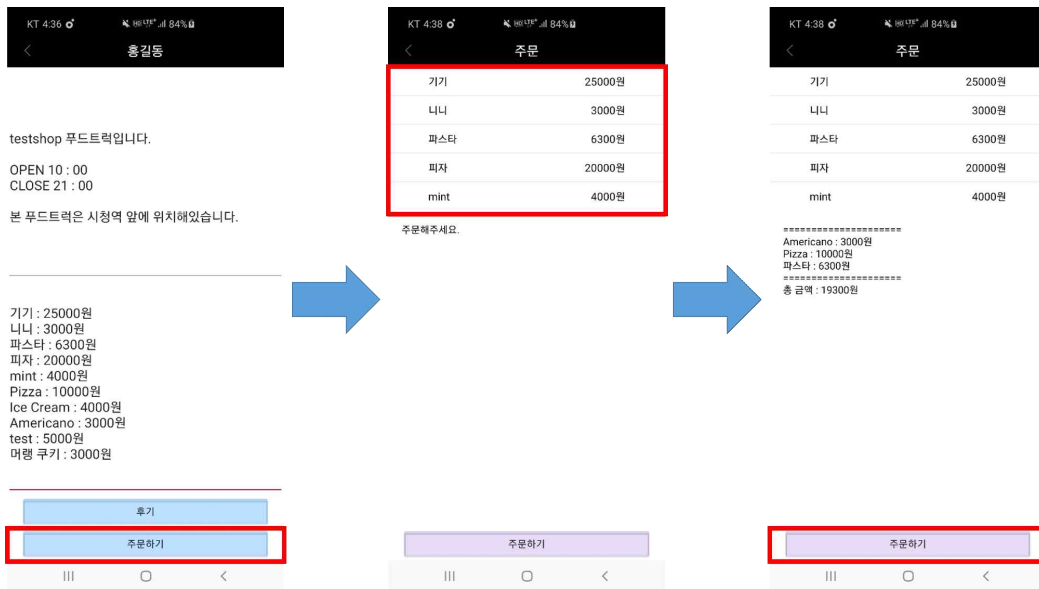 KT 4:36 LTE+ 84%
홍길동
testshop 푸드트럭입니다.
OPEN 10 : 00
CLOSE 21 : 00
본 푸드트럭은 시청역 앞에 위치해있습니다.
기기 : 25000원
니니 : 3000원
파스타 : 6300원
피자 : 20000원
mint : 4000원
Pizza : 10000원
Ice Cream : 4000원
Americano : 3000원
test : 5000원
머랭 쿠키 : 3000원
후기
주문하기
KT 4:38 LTE+ 84%
주문
기기 25000원
니니 3000원
파스타 6300원
피자 20000원
mint 4000원
주문해주세요.
주문하기
KT 4:38 LTE+ 84%
주문
기기 25000원
니니 3000원
파스타 6300원
피자 20000원
mint 4000원
=====================
Americano : 3000원
Pizza : 10000원
파스타 : 6300원
=====================
총 금액 : 19300원
주문하기